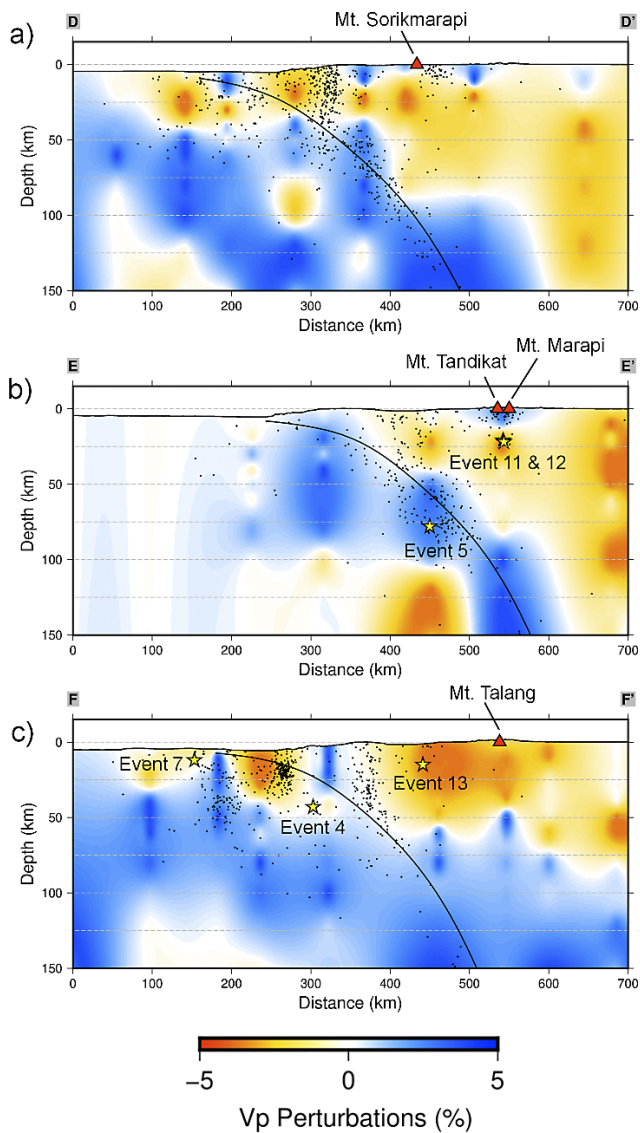 a)
D
D'
Mt. Sorikmarapi
0
50
100
150
Depth (km)
0 100 200 300 400 500 600 700
Distance (km)
b)
E
E'
Mt. Marapi
Mt. Tandikat
0
50
100
150
Depth (km)
Event 11 & 12
Event 5
0 100 200 300 400 500 600 700
Distance (km)
c)
F
F'
Mt. Talang
0
50
100
150
Depth (km)
Event 7
Event 13
Event 4
0 100 200 300 400 500 600 700
Distance (km)
−5 0 5
Vp Perturbations (%)